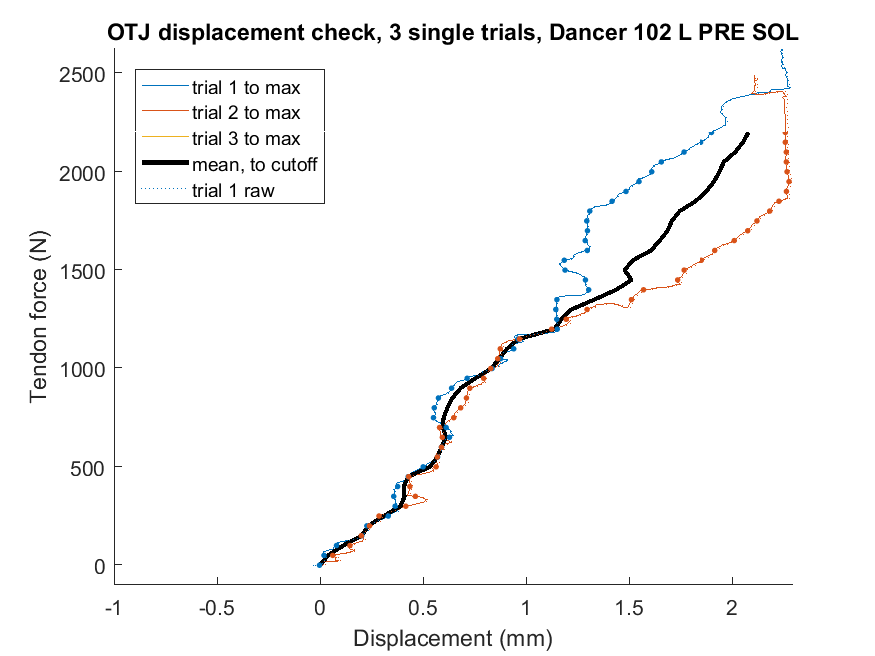 OTJ displacement check, 3 single trials, Dancer 102 L PRE SOL
2500
2000
1500
1000
500
0
Tendon force (N)
trial 1 to max
trial 2 to max
trial 3 to max
mean, to cutoff
trial 1 raw
-1
-0.5
0
0.5
1
1.5
2
Displacement (mm)